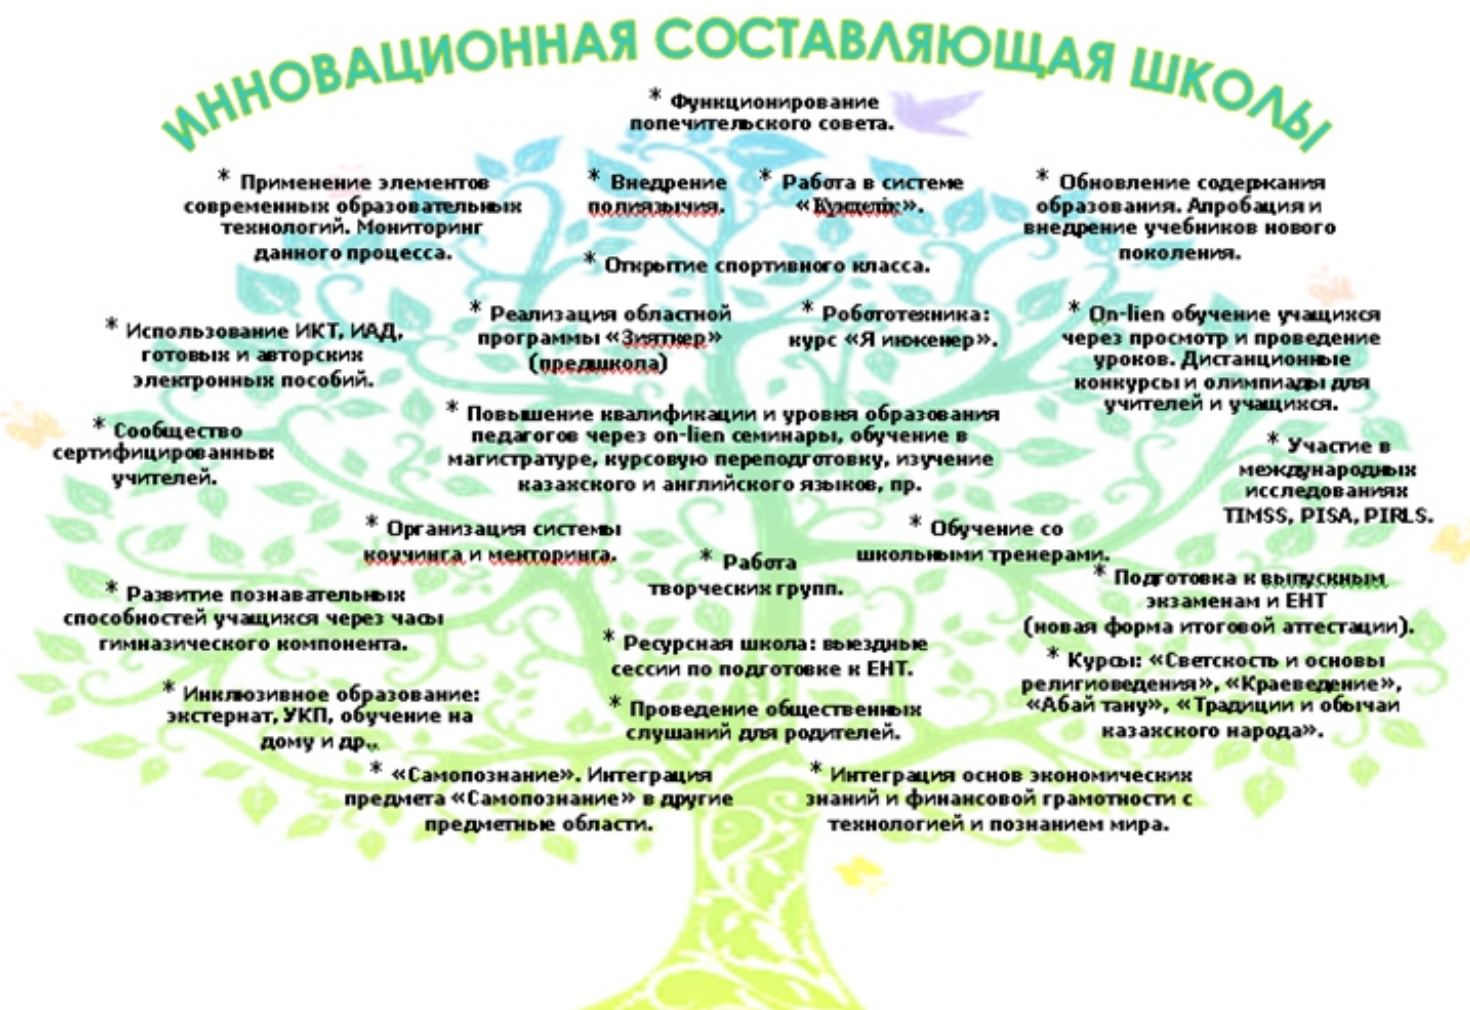 ИННОВАЦИОННАЯ СОСТАВЛЯЮЩАЯ ШКОЛЫ
* Функционирование
попечительского совета.
* Применение элементов
современных образовательных
технологий. Мониторинг
данного процесса.
* Внедрение
полиязычия.
* Работа в системе
«Күнделік».
* Обновление содержания
образования. Апробация и
внедрение учебников нового
поколения.
* Открытие спортивного класса.
* Использование ИКТ, ИАД,
готовых и авторских
электронных пособий.
* Реализация областной
программы «Зияткер»
(предшкола)
* Робототехника:
курс «Я инженер».
* On-lien обучение учащихся
через просмотр и проведение
уроков. Дистанционные
конкурсы и олимпиады для
учителей и учащихся.
* Сообщество
сертифицированных
учителей.
* Повышение квалификации и уровня образования
педагогов через on-lien семинары, обучение в
магистратуре, курсовую переподготовку, изучение
казахского и английского языков, пр.
* Участие в
международных
исследованиях
TIMSS, PISA, PIRLS.
* Организация системы
коучинга и менторинга.
* Работа
творческих групп.
* Обучение со
школьными тренерами.
* Развитие познавательных
способностей учащихся через часы
гимназического компонента.
* Подготовка к выпускным
экзаменам и ЕНТ
(новая форма итоговой аттестации).
* Ресурсная школа: выездные
сессии по подготовке к ЕНТ.
* Курсы: «Светскость и основы
религиоведения», «Краеведение»,
«Абай тану», «Традиции и обычаи
казахского народа».
* Инклюзивное образование:
экстернат, УКП, обучение на
дому и др..
* Проведение общественных
слушаний для родителей.
* «Самопознание». Интеграция
предмета «Самопознание» в другие
предметные области.
* Интеграция основ экономических
знаний и финансовой грамотности с
технологией и познанием мира.